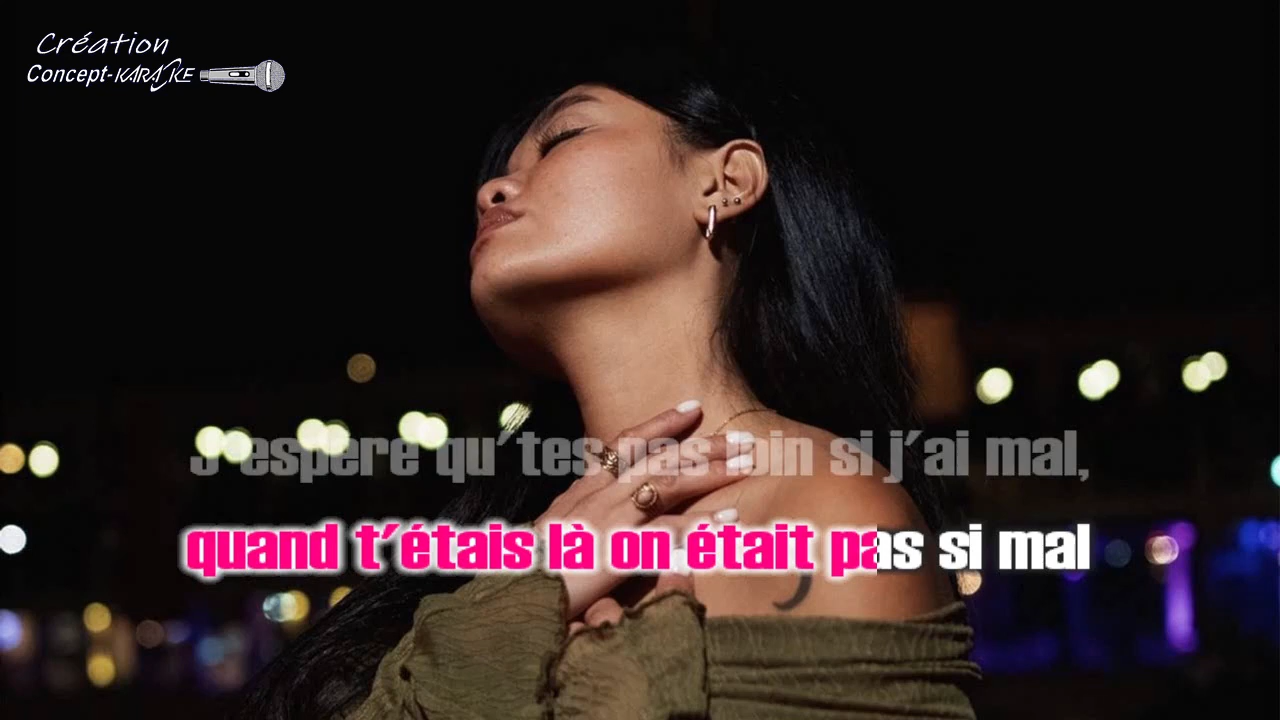 Création
Concept-KARAOKE
J'espère qu'tes pas loin si j'ai mal,
quand t'étais là on était pas si mal